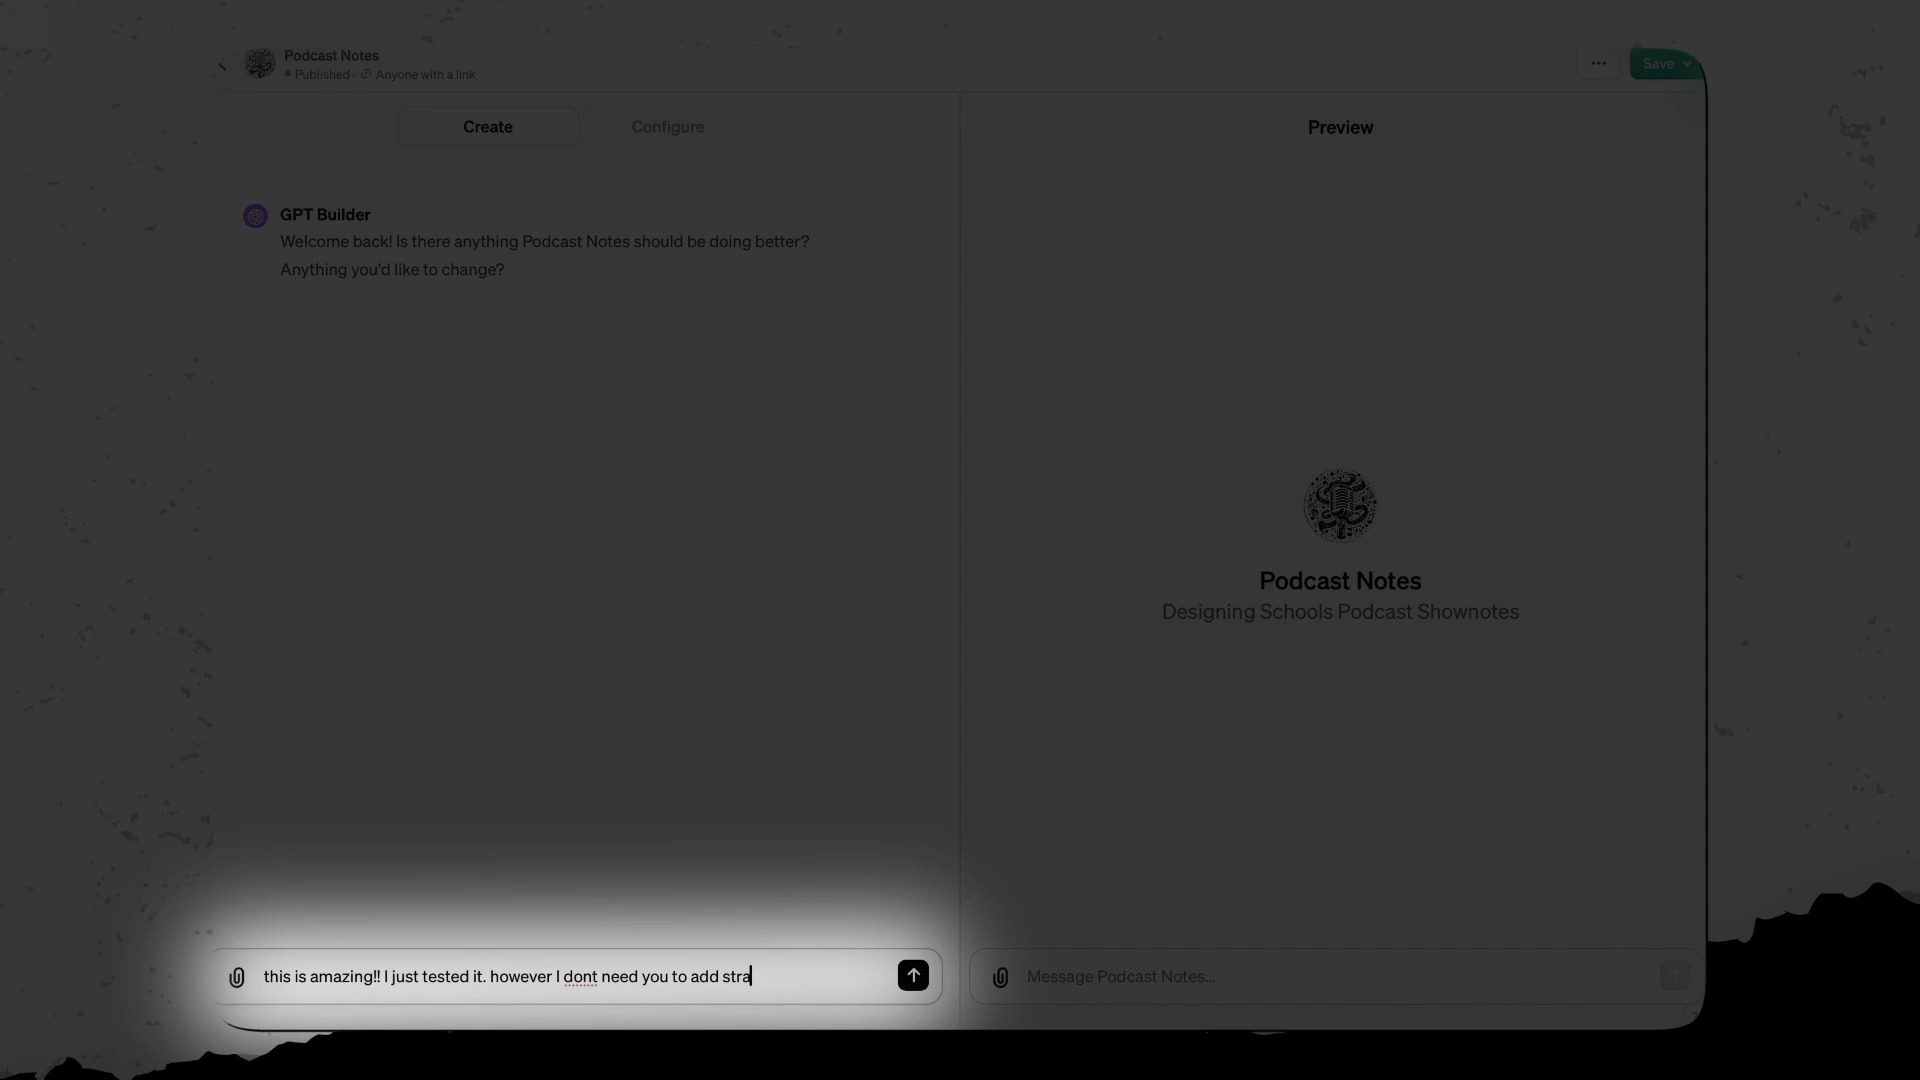 Podcast Notes
Published · Anyone with a link
Save
Create
Configure
Preview
GPT Builder
Welcome back! Is there anything Podcast Notes should be doing better?
Anything you'd like to change?
Podcast Notes
Designing Schools Podcast Shownotes
this is amazing!! I just tested it. however I dont need you to add stra
Message Podcast Notes...